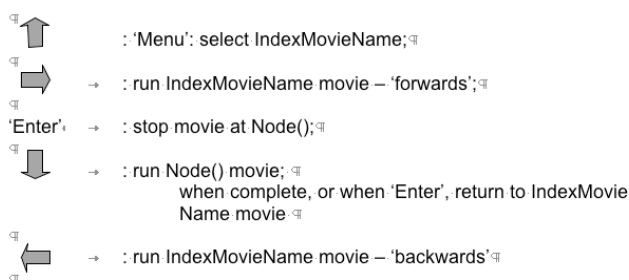 : ‘Menu’: select IndexMovieName;
: run IndexMovieName movie – ‘forwards’;
‘Enter’ : stop movie at Node();
: run Node() movie;
when complete, or when ‘Enter’, return to IndexMovie
Name movie
: run IndexMovieName movie – ‘backwards’